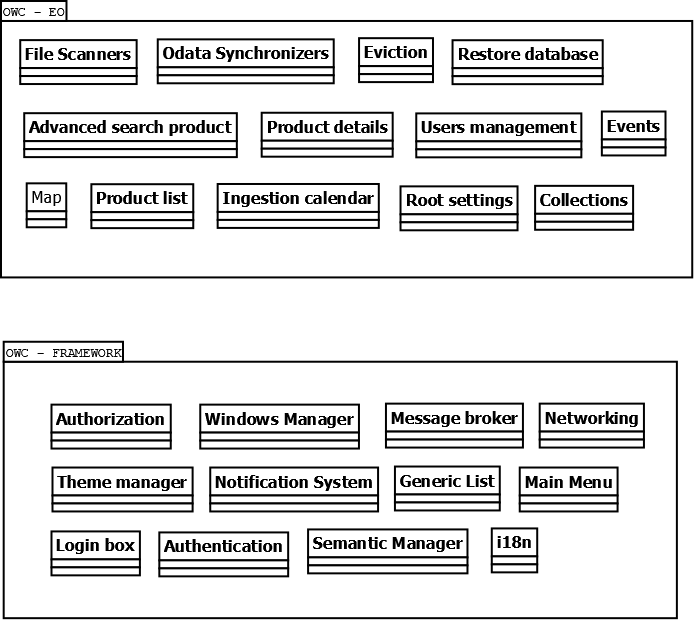 OWC - EO
File Scanners
Odata Synchronizers
Eviction
Restore database
Advanced search product
Product details
Users management
Events
Map
Product list
Ingestion calendar
Root settings
Collections
OWC - FRAMEWORK
Authorization
Windows Manager
Message broker
Networking
Theme manager
Notification System
Generic List
Main Menu
Login box
Authentication
Semantic Manager
i18n